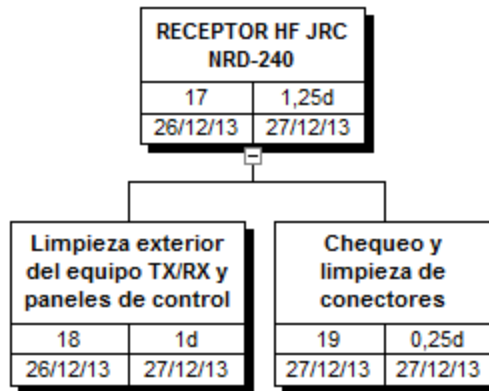 RECEPTOR HF JRC
NRD-240
17 1,25d
26/12/13 27/12/13
Limpieza exterior
del equipo TX/RX y
paneles de control
18 1d
26/12/13 27/12/13
Chequeo y
limpieza de
conectores
19 0,25d
27/12/13 27/12/13